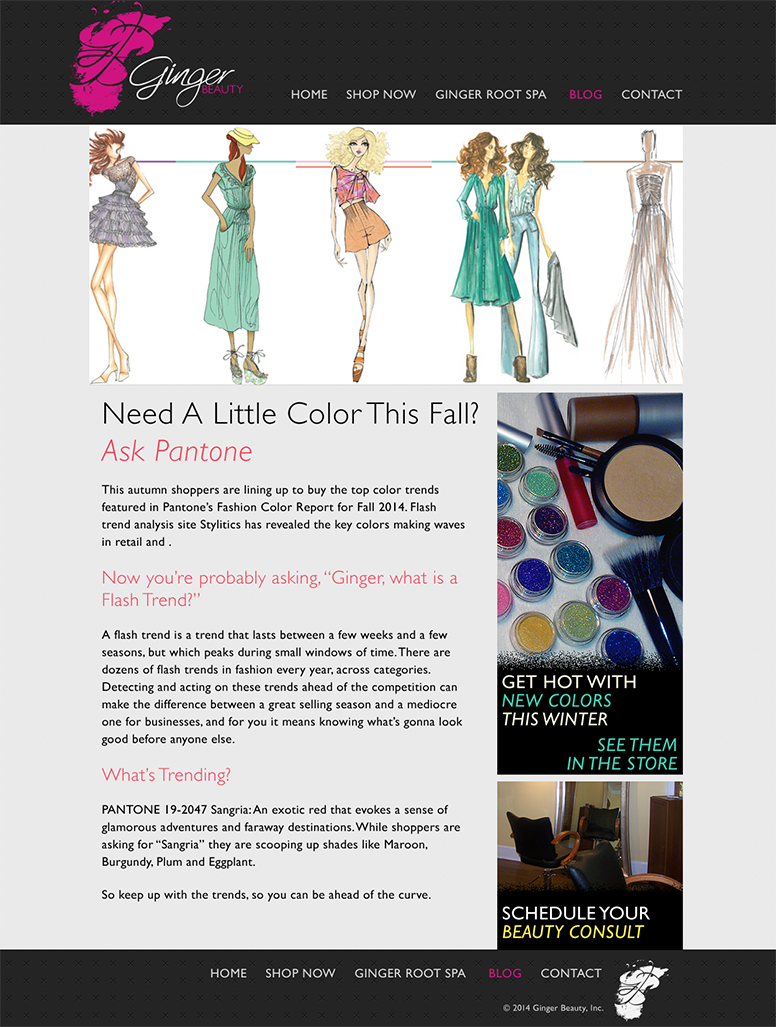 Ginger
BEAUTY
HOME SHOP NOW GINGER ROOT SPA BLOG CONTACT
Need A Little Color This Fall?
Ask Pantone
This autumn shoppers are lining up to buy the top color trends
featured in Pantone's Fashion Color Report for Fall 2014. Flash
trend analysis site Stylitics has revealed the key colors making waves
in retail and .
Now you're probably asking, “Ginger, what is a
Flash Trend?”
A flash trend is a trend that lasts between a few weeks and a few
seasons, but which peaks during small windows of time. There are
dozens of flash trends in fashion every year, across categories.
Detecting and acting on these trends ahead of the competition can
make the difference between a great selling season and a mediocre
one for businesses, and for you it means knowing what's gonna look
good before anyone else.
What's Trending?
PANTONE 19-2047 Sangria: An exotic red that evokes a sense of
glamorous adventures and faraway destinations. While shoppers are
asking for “Sangria” they are scooping up shades like Maroon,
Burgundy, Plum and Eggplant.
So keep up with the trends, so you can be ahead of the curve.
GET HOT WITH
NEW COLORS
THIS WINTER
SEE THEM
IN THE STORE
SCHEDULE YOUR
BEAUTY CONSULT
HOME SHOP NOW GINGER ROOT SPA BLOG CONTACT
© 2014 Ginger Beauty, Inc.